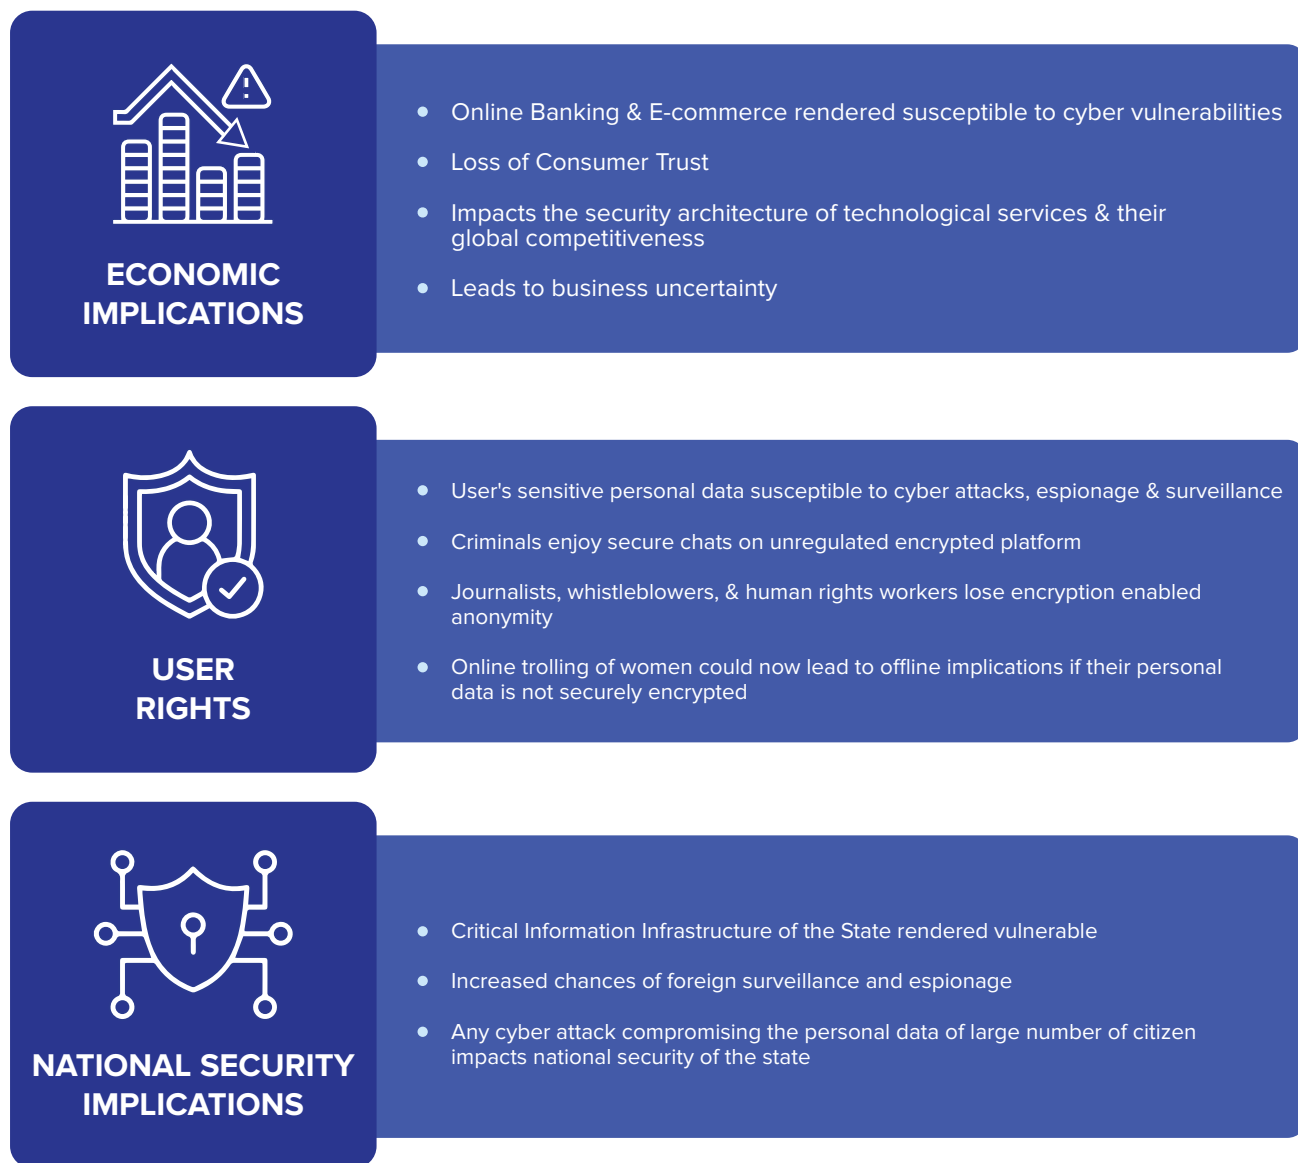 ECONOMIC
IMPLICATIONS
Online Banking & E-commerce rendered susceptible to cyber vulnerabilities
Loss of Consumer Trust
Impacts the security architecture of technological services & their
global competitiveness
Leads to business uncertainty
USER
RIGHTS
User's sensitive personal data susceptible to cyber attacks, espionage & surveillance
Criminals enjoy secure chats on unregulated encrypted platform
Journalists, whistleblowers, & human rights workers lose encryption enabled
anonymity
Online trolling of women could now lead to offline implications if their personal
data is not securely encrypted
NATIONAL SECURITY
IMPLICATIONS
Critical Information Infrastructure of the State rendered vulnerable
Increased chances of foreign surveillance and espionage
Any cyber attack compromising the personal data of large number of citizen
impacts national security of the state